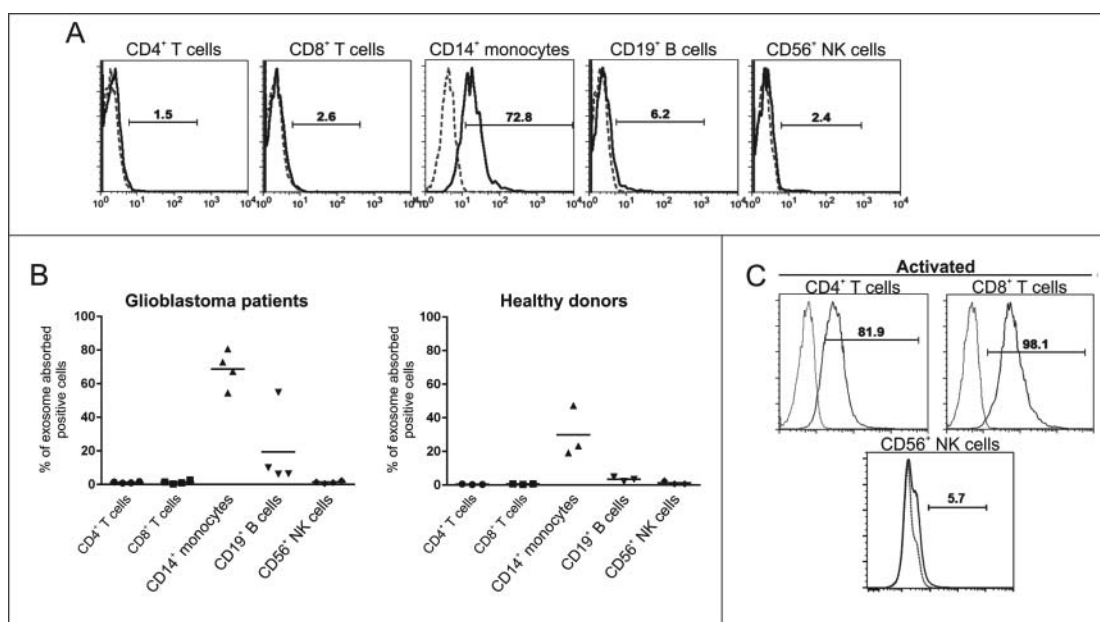 A
CD4⁺ T cells CD8⁺ T cells CD14⁺ monocytes CD19⁺ B cells CD56⁺ NK cells
1.5 2.6 72.8 6.2 2.4
10⁰ 10¹ 10² 10³ 10⁴ 10⁰ 10¹ 10² 10³ 10⁴ 10⁰ 10¹ 10² 10³ 10⁴ 10⁰ 10¹ 10² 10³ 10⁴ 10⁰ 10¹ 10² 10³ 10⁴
B
Glioblastoma patients
% of exosome absorbed
positive cells
100
80
60
40
20
0
CD4⁺ T cells
CD8⁺ T cells
CD14⁺ monocytes
CD19⁺ B cells
CD56⁺ NK cells
Healthy donors
% of exosome absorbed
positive cells
100
80
60
40
20
0
CD4⁺ T cells
CD8⁺ T cells
CD14⁺ monocytes
CD19⁺ B cells
CD56⁺ NK cells
C
Activated
CD4⁺ T cells CD8⁺ T cells
81.9 98.1
CD56⁺ NK cells
5.7